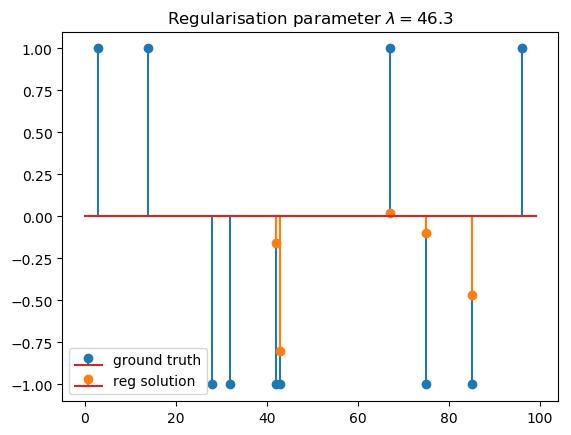 Regularisation parameter λ = 46.3
1.00
0.75
0.50
0.25
0.00
−0.25
−0.50
−0.75
−1.00
ground truth
reg solution
0 20 40 60 80 100